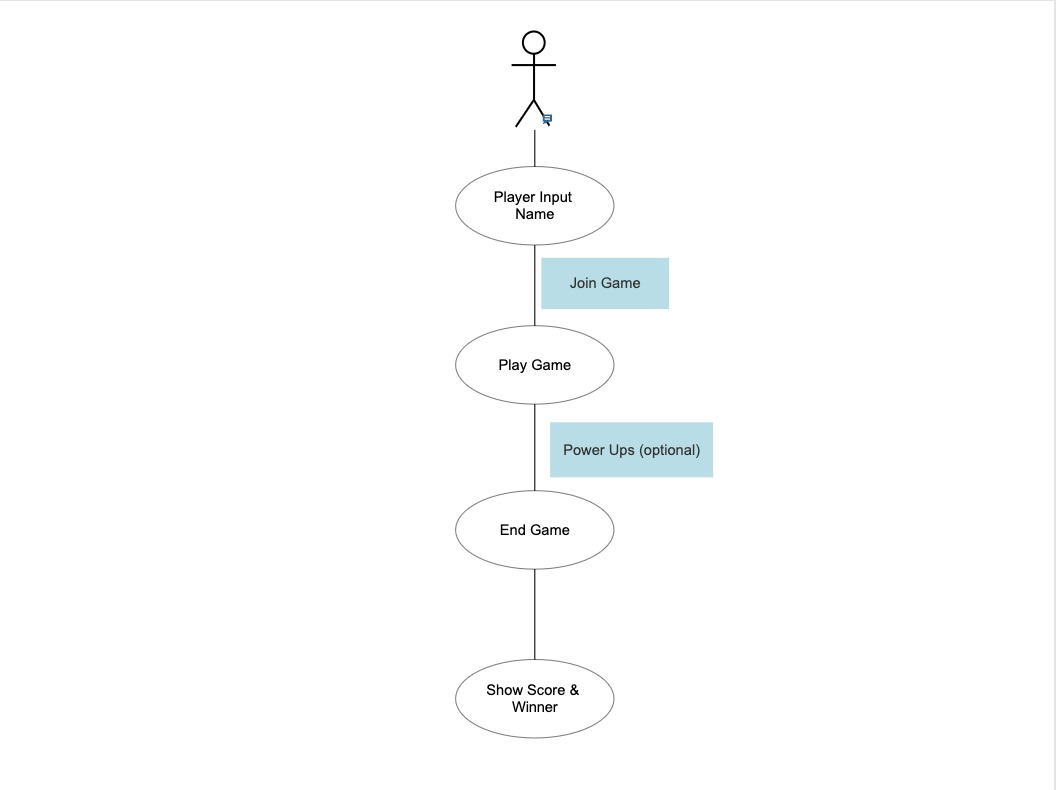 Player Input
Name
Join Game
Play Game
Power Ups (optional)
End Game
Show Score &
Winner